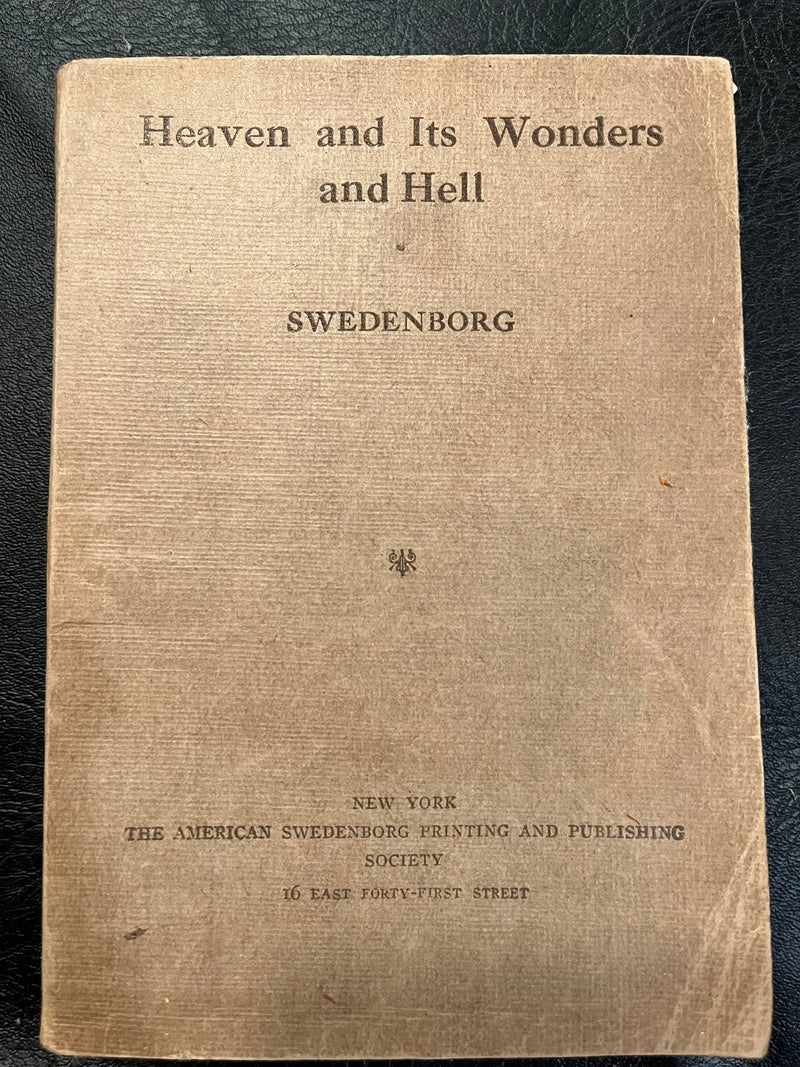 Heaven and Its Wonders
and Hell
SWEDENBORG
NEW YORK
THE AMERICAN SWEDENBORG PRINTING AND PUBLISHING
SOCIETY
16 EAST FORTY-FIRST STREET